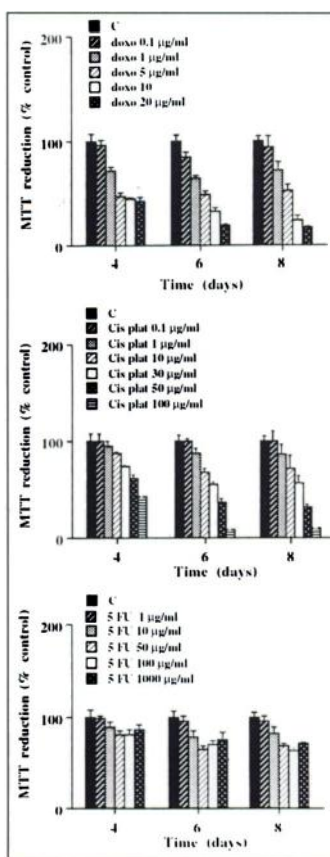 C
doxo 0.1 µg/ml
doxo 1 µg/ml
doxo 5 µg/ml
doxo 10
doxo 20 µg/ml
MTT reduction (% control)
200
100
0
4 6 8
Time (days)
C
Cis plat 0.1 µg/ml
Cis plat 1 µg/ml
Cis plat 10 µg/ml
Cis plat 30 µg/ml
Cis plat 50 µg/ml
Cis plat 100 µg/ml
MTT reduction (% control)
200
100
0
4 6 8
Time (days)
C
5 FU 1 µg/ml
5 FU 10 µg/ml
5 FU 50 µg/ml
5 FU 100 µg/ml
5 FU 1000 µg/ml
MTT reduction (% control)
200
100
0
4 6 8
Time (days)